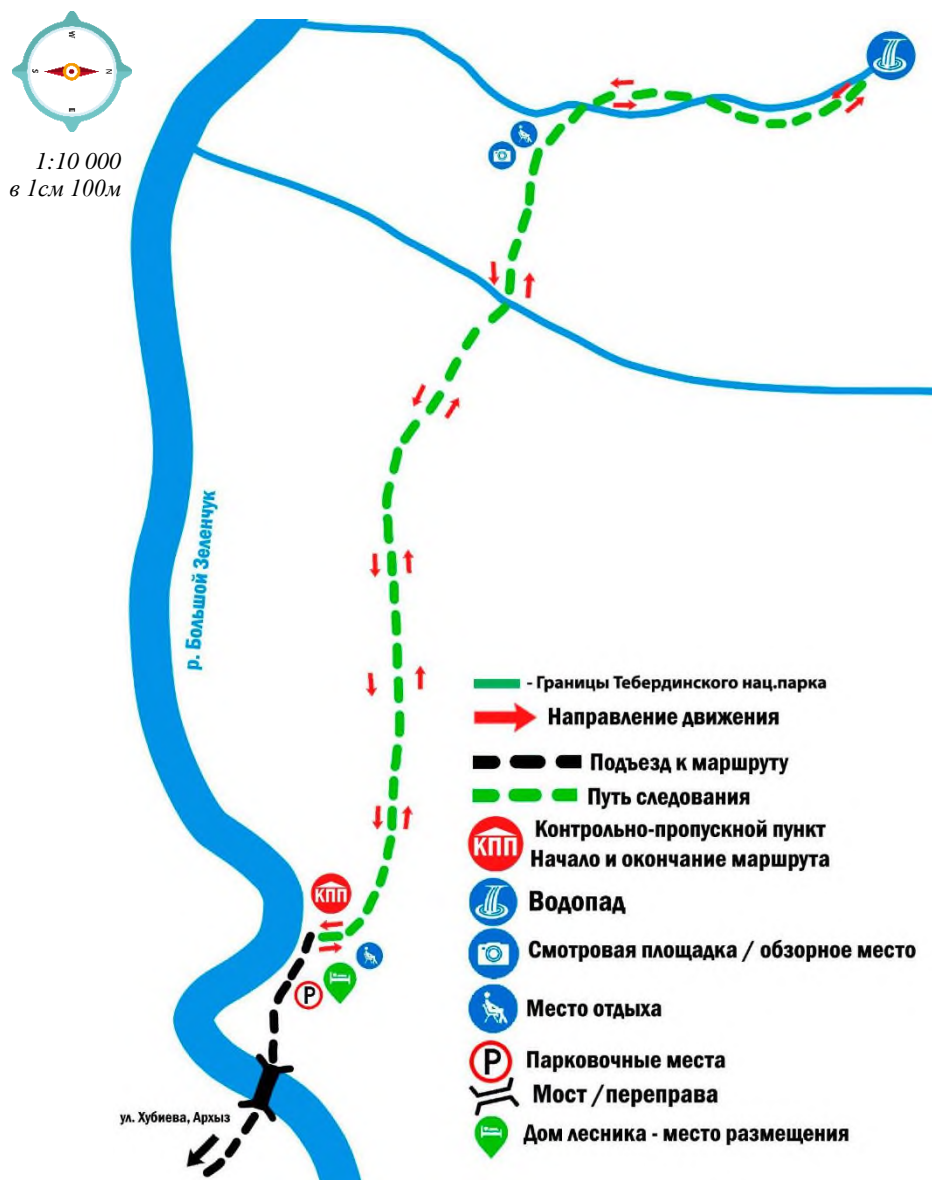 W
S
N
E
1:10 000
в 1см 100м
р. Большой Зеленчук
КПП
P
ул. Хубиева, Архыз
- Границы Тебердинского нац.парка
Направление движения
Подъезд к маршруту
Путь следования
КПП
Контрольно-пропускной пункт
Начало и окончание маршрута
Водопад
Смотровая площадка / обзорное место
Место отдыха
P
Парковочные места
Мост / переправа
Дом лесника - место размещения